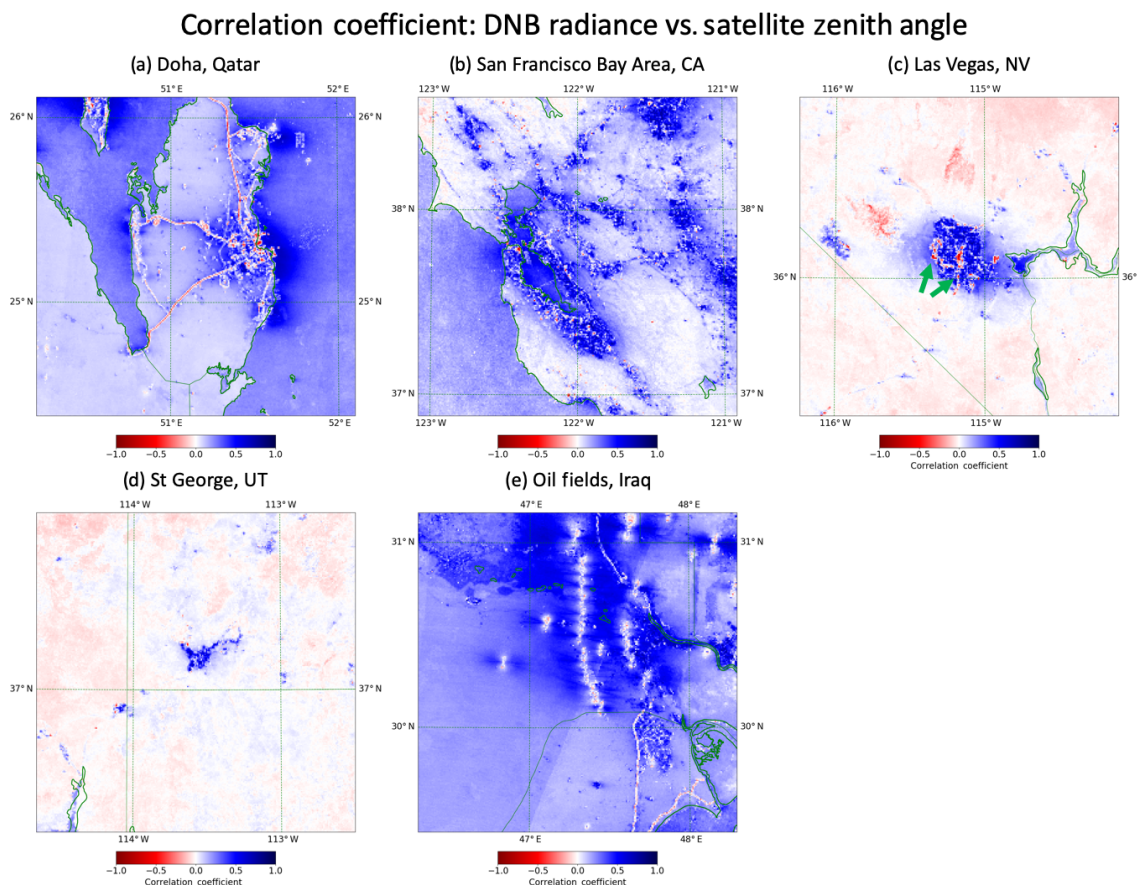 Correlation coefficient: DNB radiance vs. satellite zenith angle
(a) Doha, Qatar
(b) San Francisco Bay Area, CA
(c) Las Vegas, NV
51°E 52°E
123°W 122°W 121°W
116°W 115°W
26°N
25°N
26°N
25°N
38°N
37°N
38°N
37°N
36°N
36°
51°E 52°E
123°W 122°W 121°W
116°W 115°W
−1.0 −0.5 0.0 0.5 1.0
−1.0 −0.5 0.0 0.5 1.0
−1.0 −0.5 0.0 0.5 1.0
Correlation coefficient
(d) St George, UT
(e) Oil fields, Iraq
114°W 113°W
47°E 48°E
37°N
37°N
31°N
30°N
31°N
30°N
114°W 113°W
47°E 48°E
−1.0 −0.5 0.0 0.5 1.0
Correlation coefficient
−1.0 −0.5 0.0 0.5 1.0
Correlation coefficient